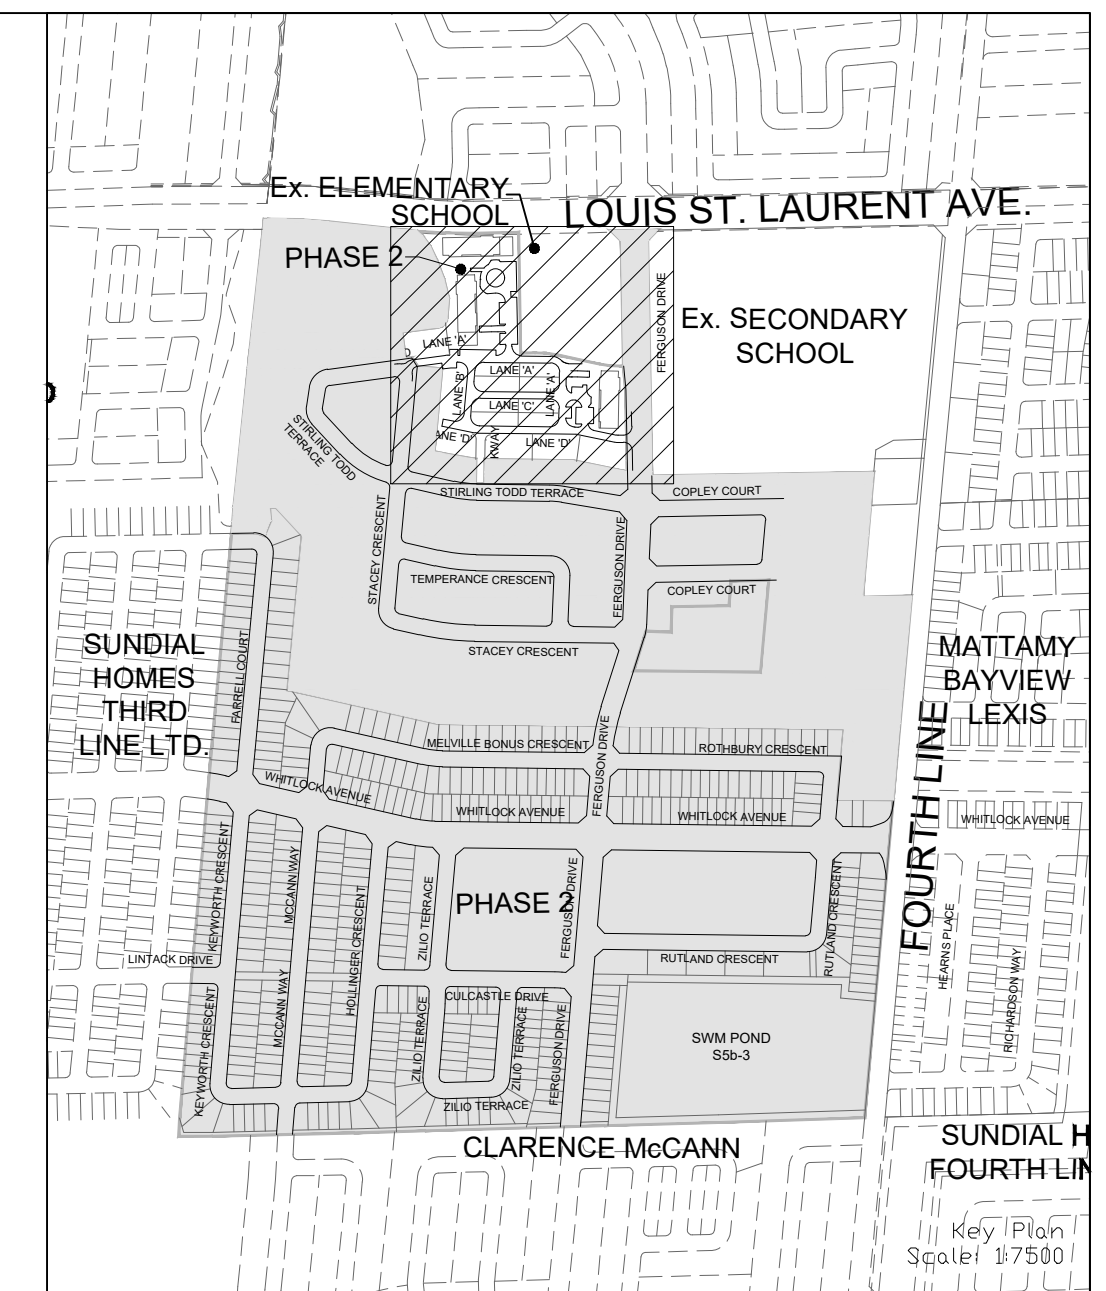 Ex. ELEMENTARY
SCHOOL
LOUIS ST. LAURENT AVE.
PHASE 2
FERGUSON DRIVE
Ex. SECONDARY
SCHOOL
LANE 'A'
LANE 'A'
LANE 'B'
LANE 'A'
LANE 'C'
ANE 'D'
KWAY
LANE 'D'
STIRLING TODD
TERRACE
STIRLING TODD TERRACE
COPLEY COURT
STACEY CRESCENT
FERGUSON DRIVE
TEMPERANCE CRESCENT
COPLEY COURT
STACEY CRESCENT
SUNDIAL
HOMES
THIRD
LINE LTD.
FARRELL COURT
MATTAMY
BAYVIEW
LEXIS
MELVILLE BONUS CRESCENT
FERGUSON DRIVE
ROTHBURY CRESCENT
FOURTH LINE
WHITLOCK AVENUE
WHITLOCK AVENUE
WHITLOCK AVENUE
WHITLOCK AVENUE
KEYWORTH CRESCENT
MCCANN WAY
HOLLINGER CRESCENT
ZILIO TERRACE
PHASE 2
FERGUSON DRIVE
RUTLAND CRESCENT
HEARNS PLACE
RICHARDSON WAY
LINTACK DRIVE
RUTLAND CRESCENT
KEYWORTH CRESCENT
MCCANN WAY
ZILIO TERRACE
CULCASTLE DRIVE
ZILIO TERRACE
FERGUSON DRIVE
SWM POND
S5b-3
ZILIO TERRACE
CLARENCE McCANN
SUNDIAL H
FOURTH LIN
Key Plan
Scale: 1:7500